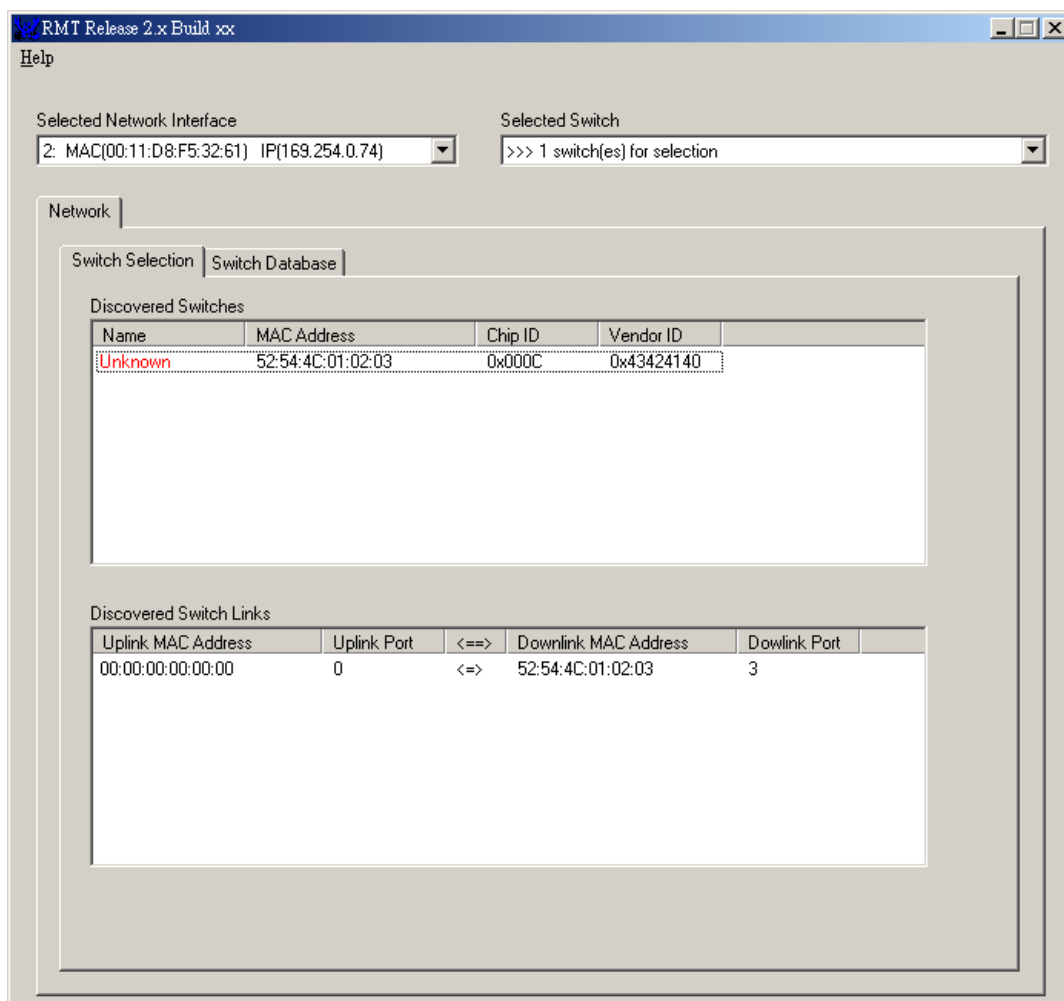 RMT Release 2.x Build xx
Help
Selected Network Interface
Selected Switch
2: MAC(00:11:D8:F5:32:61) IP(169.254.0.74)
>>> 1 switch(es) for selection
Network
Switch Selection
Switch Database
Discovered Switches
Name MAC Address Chip ID Vendor ID
Unknown 52:54:4C:01:02:03 0x000C 0x43424140
Discovered Switch Links
Uplink MAC Address Uplink Port <==> Downlink MAC Address Dowlink Port
00:00:00:00:00:00 0 <=> 52:54:4C:01:02:03 3